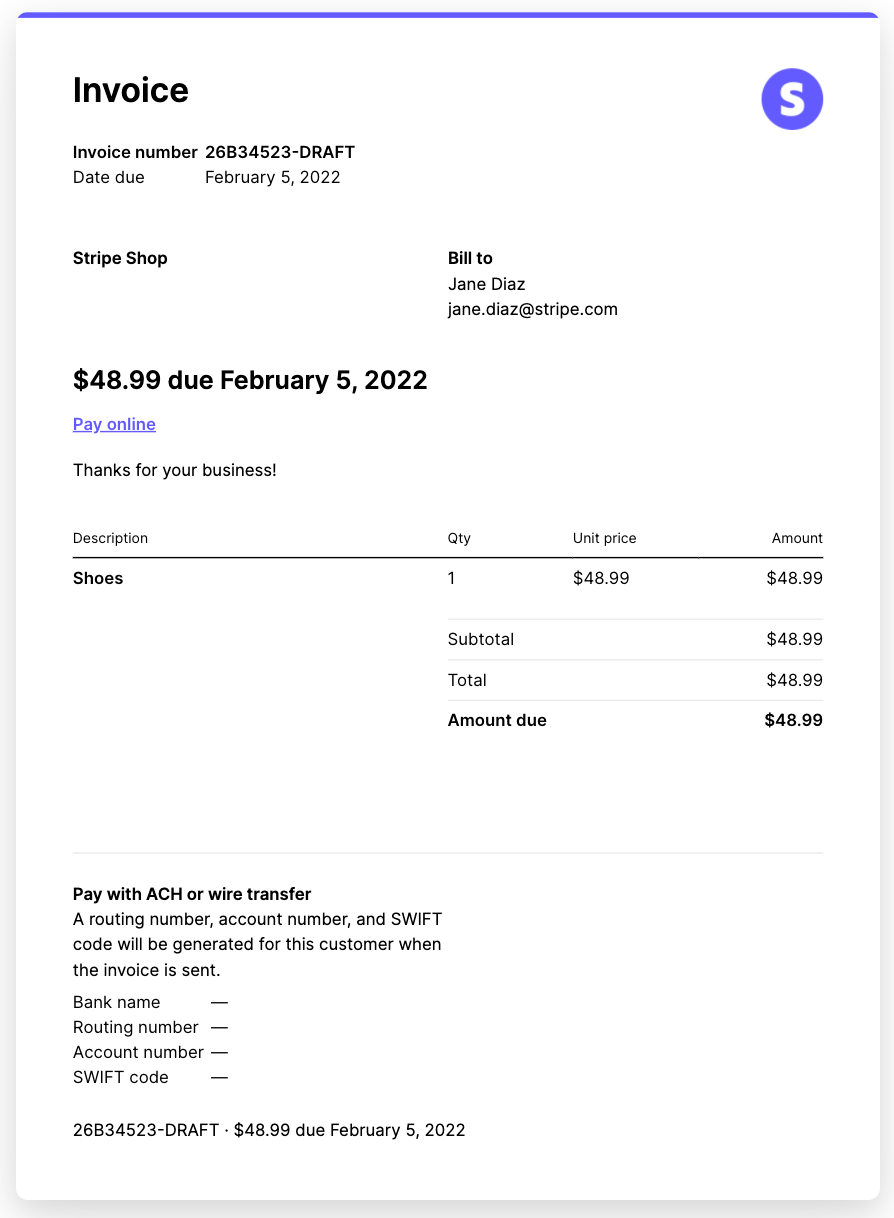 Invoice
S
Invoice number 26B34523-DRAFT
Date due February 5, 2022
Stripe Shop
Bill to
Jane Diaz
jane.diaz@stripe.com
$48.99 due February 5, 2022
Pay online
Thanks for your business!
Description Qty Unit price Amount
Shoes 1 $48.99 $48.99
Subtotal $48.99
Total $48.99
Amount due $48.99
Pay with ACH or wire transfer
A routing number, account number, and SWIFT
code will be generated for this customer when
the invoice is sent.
Bank name —
Routing number —
Account number —
SWIFT code —
26B34523-DRAFT · $48.99 due February 5, 2022